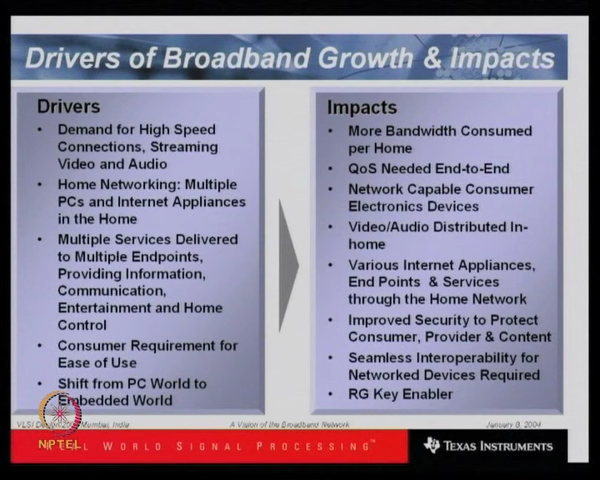 Drivers of Broadband Growth & Impacts
Drivers
• Demand for High Speed
Connections, Streaming
Video and Audio
• Home Networking: Multiple
PCs and Internet Appliances
in the Home
• Multiple Services Delivered
to Multiple Endpoints,
Providing Information,
Communication,
Entertainment and Home
Control
• Consumer Requirement for
Ease of Use
• Shift from PC World to
Embedded World
Impacts
• More Bandwidth Consumed
per Home
• QoS Needed End-to-End
• Network Capable Consumer
Electronics Devices
• Video/Audio Distributed In-
home
• Various Internet Appliances,
End Points & Services
through the Home Network
• Improved Security to Protect
Consumer, Provider & Content
• Seamless Interoperability for
Networked Devices Required
• RG Key Enabler
VLSI Mumbai, India
A Vision of the Broadband Network
January 8, 2004
NPTEL
WORLD SIGNAL PROCESSING™
TEXAS INSTRUMENTS